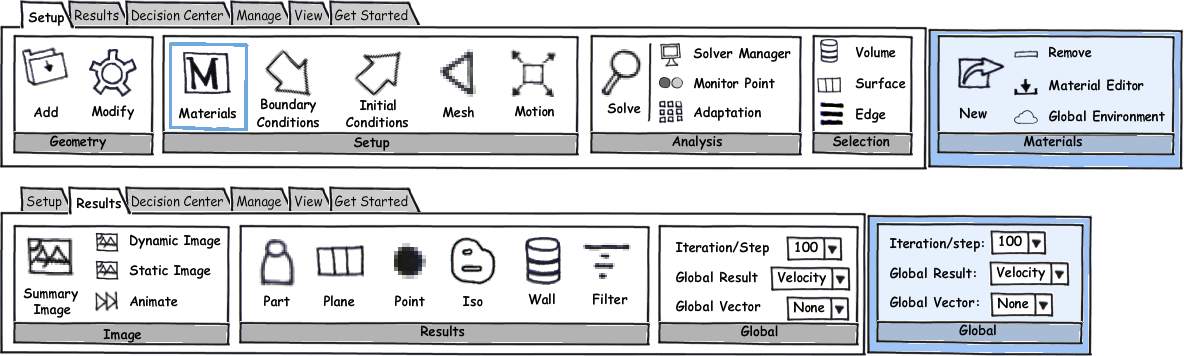 Setup Results Decision Center Manage View Get Started
Add Modify
Geometry
Materials Boundary Conditions Initial Conditions Mesh Motion
Setup
Solve
Solver Manager
Monitor Point
Adaptation
Analysis
Volume
Surface
Edge
Selection
New
Remove
Material Editor
Global Environment
Materials
Setup Results Decision Center Manage View Get Started
Summary Image
Dynamic Image
Static Image
Animate
Image
Part Plane Point Iso Wall Filter
Results
Iteration/Step 100
Global Result Velocity
Global Vector None
Global
Iteration/step: 100
Global Result: Velocity
Global Vector: None
Global